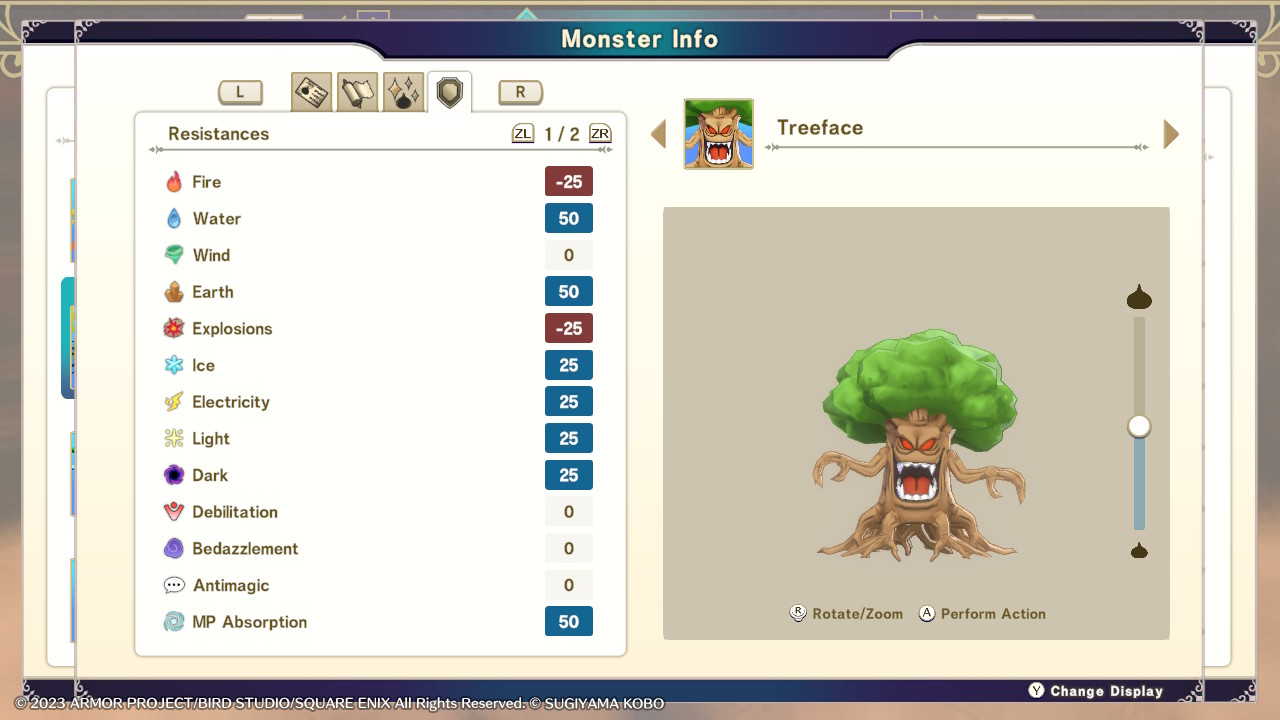 Monster Info
L R
Resistances ZL 1 / 2 ZR
Treeface
Fire -25
Water 50
Wind 0
Earth 50
Explosions -25
Ice 25
Electricity 25
Light 25
Dark 25
Debilitation 0
Bedazzlement 0
Antimagic 0
MP Absorption 50
R Rotate/Zoom A Perform Action
Y Change Display
© 2023 ARMOR PROJECT/BIRD STUDIO/SQUARE ENIX All Rights Reserved. © SUGIYAMA KOBO